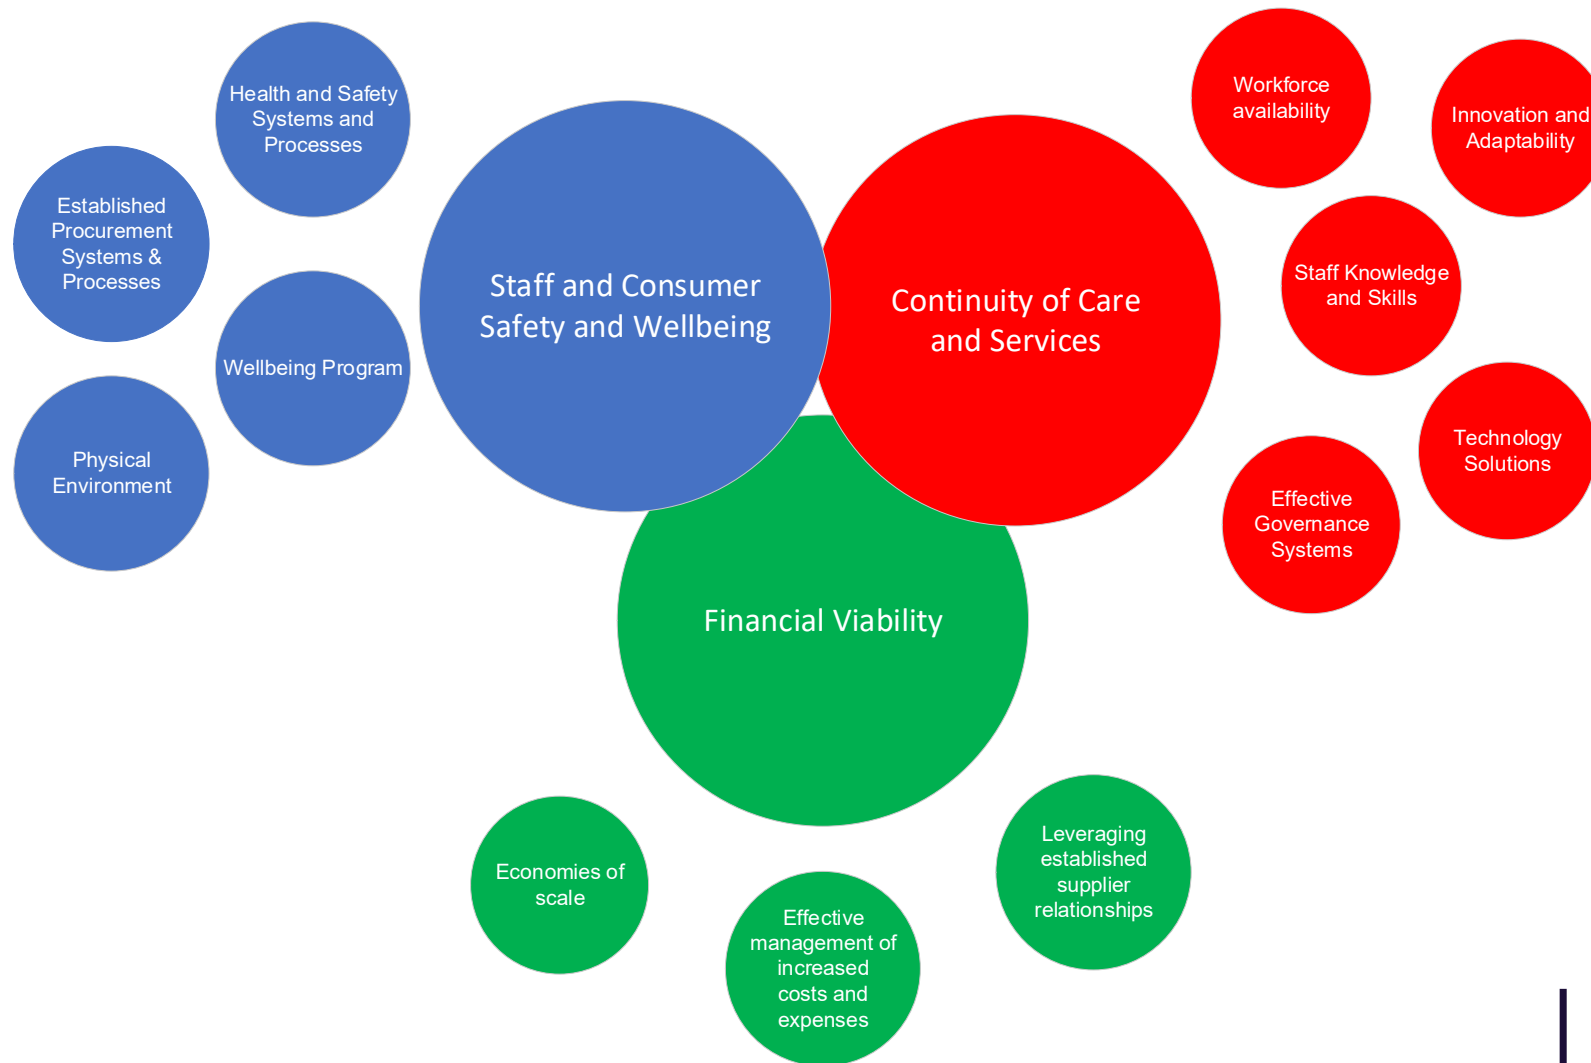 Health and Safety
Systems and
Processes
Established
Procurement
Systems &
Processes
Wellbeing Program
Physical
Environment
Staff and Consumer
Safety and Wellbeing
Continuity of Care
and Services
Workforce
availability
Innovation and
Adaptability
Staff Knowledge
and Skills
Technology
Solutions
Effective
Governance
Systems
Financial Viability
Economies of
scale
Effective
management of
increased
costs and
expenses
Leveraging
established
supplier
relationships